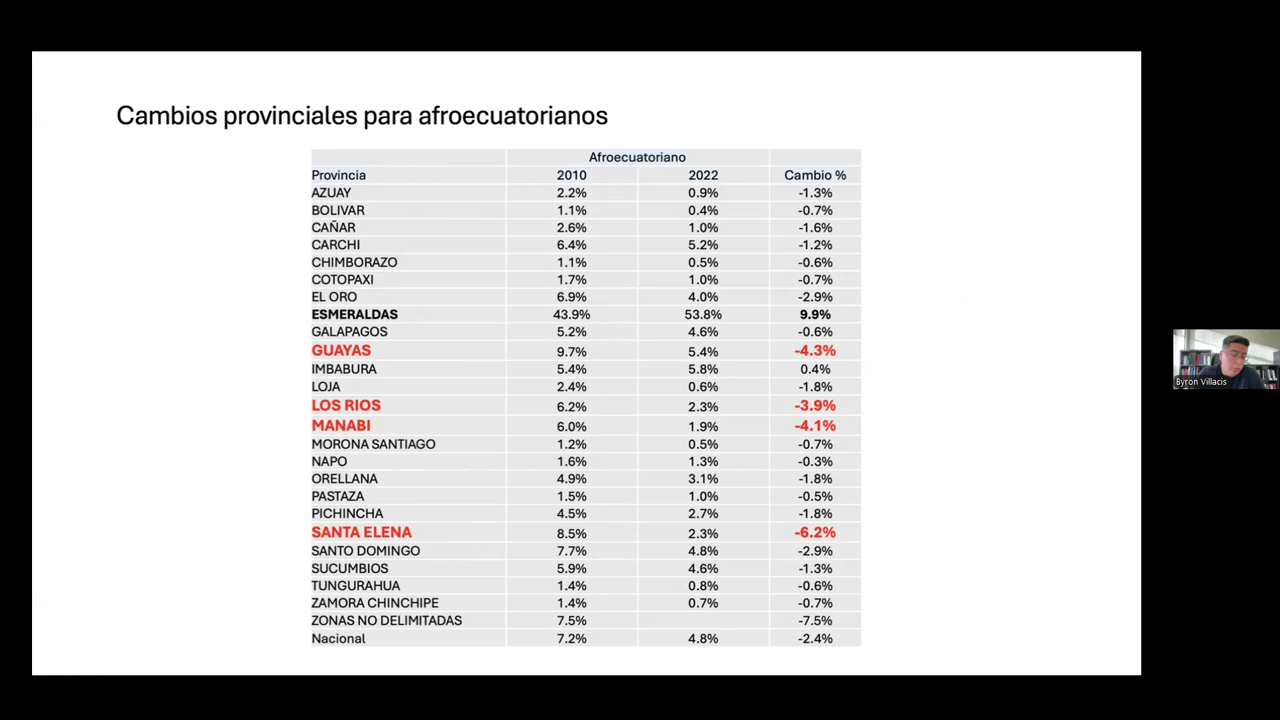 Cambios provinciales para afroecuatorianos
Afroecuatoriano
Provincia 2010 2022 Cambio %
AZUAY 2.2% 0.9% -1.3%
BOLIVAR 1.1% 0.4% -0.7%
CAÑAR 2.6% 1.0% -1.6%
CARCHI 6.4% 5.2% -1.2%
CHIMBORAZO 1.1% 0.5% -0.6%
COTOPAXI 1.7% 1.0% -0.7%
EL ORO 6.9% 4.0% -2.9%
ESMERALDAS 43.9% 53.8% 9.9%
GALAPAGOS 5.2% 4.6% -0.6%
GUAYAS 9.7% 5.4% -4.3%
IMBABURA 5.4% 5.8% 0.4%
LOJA 2.4% 0.6% -1.8%
LOS RIOS 6.2% 2.3% -3.9%
MANABI 6.0% 1.9% -4.1%
MORONA SANTIAGO 1.2% 0.5% -0.7%
NAPO 1.6% 1.3% -0.3%
ORELLANA 4.9% 3.1% -1.8%
PASTAZA 1.5% 1.0% -0.5%
PICHINCHA 4.5% 2.7% -1.8%
SANTA ELENA 8.5% 2.3% -6.2%
SANTO DOMINGO 7.7% 4.8% -2.9%
SUCUMBIOS 5.9% 4.6% -1.3%
TUNGURAHUA 1.4% 0.8% -0.6%
ZAMORA CHINCHIPE 1.4% 0.7% -0.7%
ZONAS NO DELIMITADAS 7.5% -7.5%
Nacional 7.2% 4.8% -2.4%
Byron Villacis